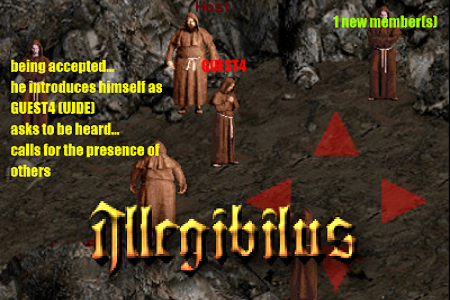 Host
1 new member(s)
GUEST4
being accepted...
he introduces himself as
GUEST4 (UJDE)
asks to be heard...
calls for the presence of
others
illegibilus